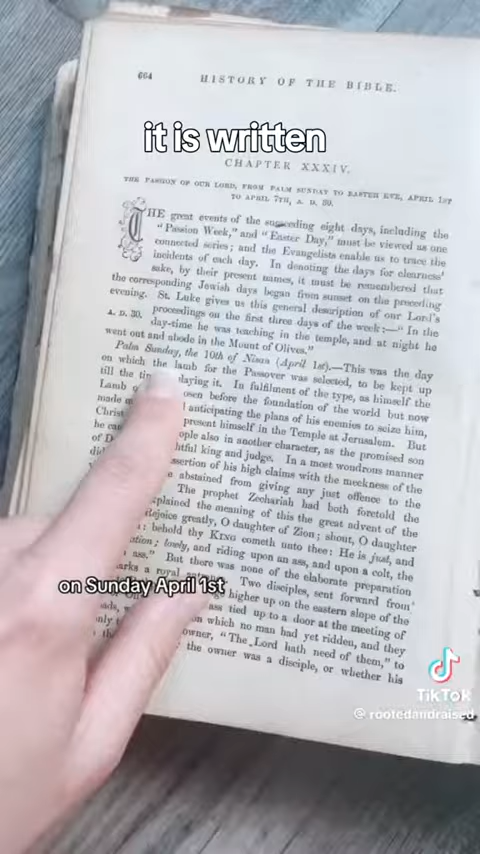 664
HISTORY OF THE BIBLE.
it is written
CHAPTER XXXIV.
THE PASSION OF OUR LORD, FROM PALM SUNDAY TO EASTER EVE, APRIL 1ST
TO APRIL 7TH, A. D. 30.
THE great events of the succeeding eight days, including the
"Passion Week," and "Easter Day," must be viewed as one
connected series; and the Evangelists enable us to trace the
incidents of each day. In denoting the days for clearness'
sake, by their present names, it must be remembered that
the corresponding Jewish days began from sunset on the preceding
evening. St. Luke gives us this general description of our Lord's
A. D. 30. proceedings on the first three days of the week;—"In the
day-time he was teaching in the temple, and at night he
went out and abode in the Mount of Olives."
Palm Sunday, the 10th of Nisan (April 1st).—This was the day
on which the lamb for the Passover was selected, to be kept up
till the slaying it. In fulfilment of the type, as himself the
Lamb before the foundation of the world but now
made anticipating the plans of his enemies to seize him,
Christ present himself in the Temple at Jerusalem. But
he also in another character, as the promised son
of king and judge. In a most wondrous manner
of his high claims with the meekness of the
abstained from giving any just offence to the
The prophet Zechariah had both foretold the
explained the meaning of this the great advent of the
Rejoice greatly, O daughter of Zion; shout, O daughter
: behold thy KING cometh unto thee: He is just, and
lowly, and riding upon an ass, and upon a colt, the
ass." But there was none of the elaborate preparation
marks a royal Two disciples, sent forward
on Sunday April 1st
higher up on the eastern slope of the
ass tied up to a door at the meeting of
on which no man had yet ridden, and they
owner, "The Lord hath need of them," to
the owner was a disciple, or whether his
TikTok
@ rootedandraised